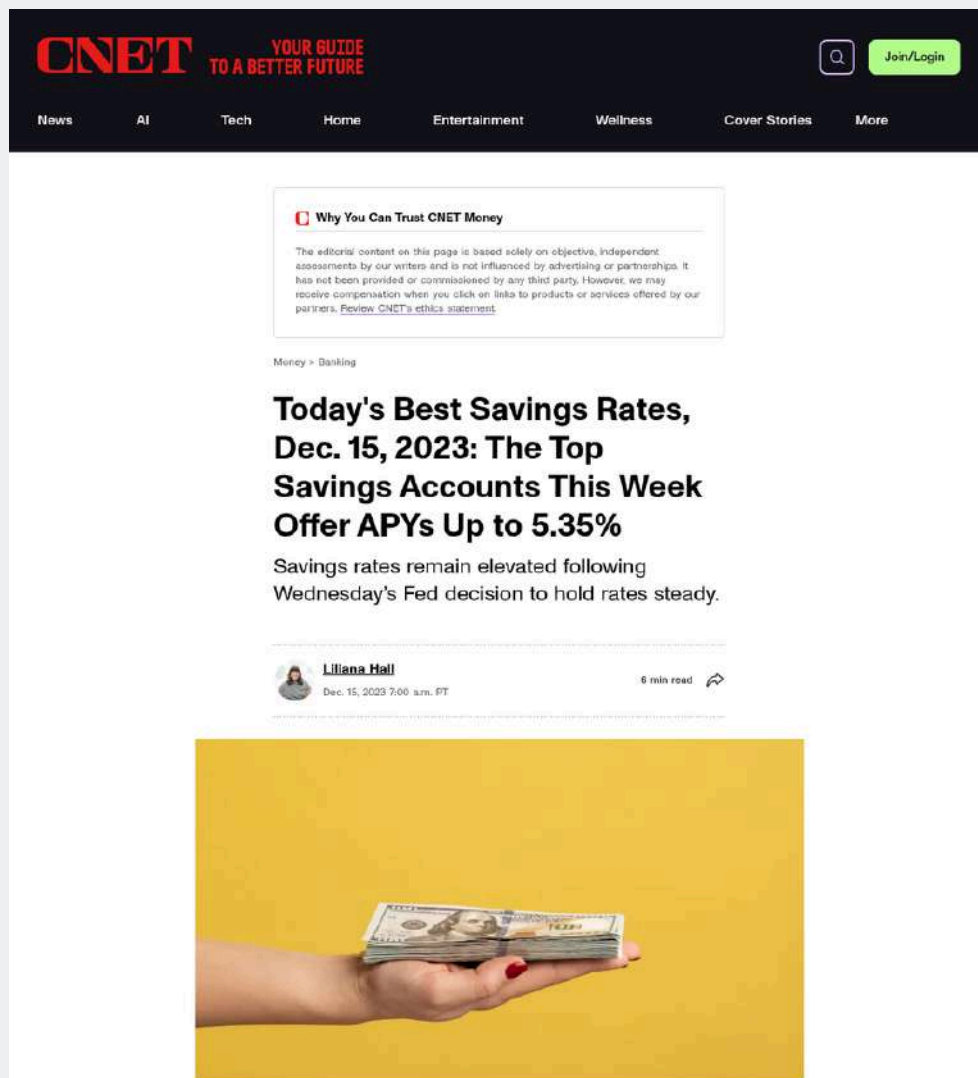 CNET YOUR GUIDE
TO A BETTER FUTURE
Join/Login
News AI Tech Home Entertainment Wellness Cover Stories More
Why You Can Trust CNET Money
The editorial content on this page is based solely on objective, independent
assessments by our writers and is not influenced by advertising or partnerships. It
has not been provided or commissioned by any third party. However, we may
receive compensation when you click on links to products or services offered by our
partners. Review CNET's ethics statement
Money > Banking
Today's Best Savings Rates,
Dec. 15, 2023: The Top
Savings Accounts This Week
Offer APYs Up to 5.35%
Savings rates remain elevated following
Wednesday's Fed decision to hold rates steady.
Liliana Hall
Dec. 15, 2023 7:00 a.m. PT
6 min read